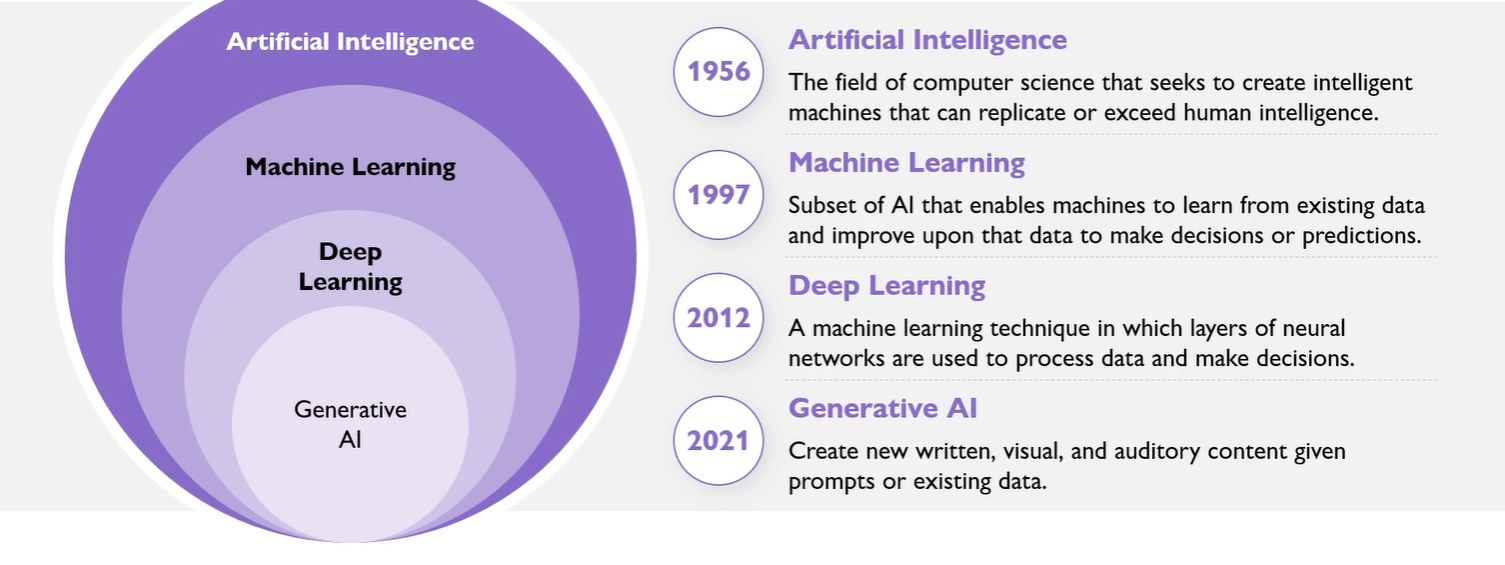 Artificial Intelligence
Machine Learning
Deep
Learning
Generative
AI
1956
Artificial Intelligence
The field of computer science that seeks to create intelligent
machines that can replicate or exceed human intelligence.
1997
Machine Learning
Subset of AI that enables machines to learn from existing data
and improve upon that data to make decisions or predictions.
2012
Deep Learning
A machine learning technique in which layers of neural
networks are used to process data and make decisions.
2021
Generative AI
Create new written, visual, and auditory content given
prompts or existing data.